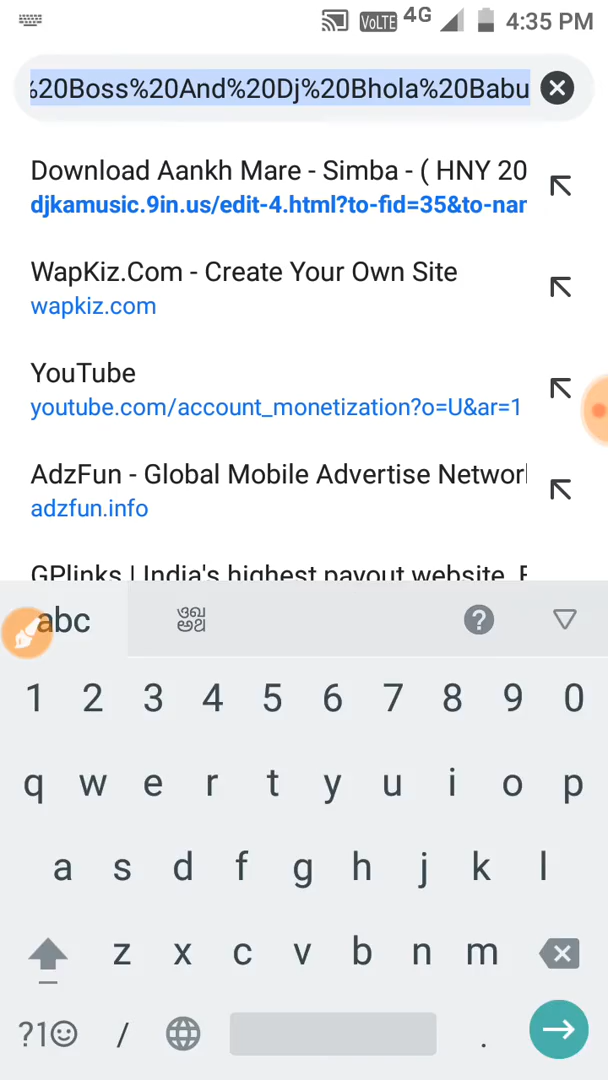 VoLTE 4G 4:35 PM
%20Boss%20And%20Dj%20Bhola%20Babu
Download Aankh Mare - Simba - ( HNY 20
djkamusic.9in.us/edit-4.html?to-fid=35&to-nar
WapKiz.Com - Create Your Own Site
wapkiz.com
YouTube
youtube.com/account_monetization?o=U&ar=1
AdzFun - Global Mobile Advertise Network
adzfun.info
GPlinks | India's highest payout website.
abc ?
1 2 3 4 5 6 7 8 9 0
q w e r t y u i o p
a s d f g h j k l
z x c v b n m
?1☺ / .